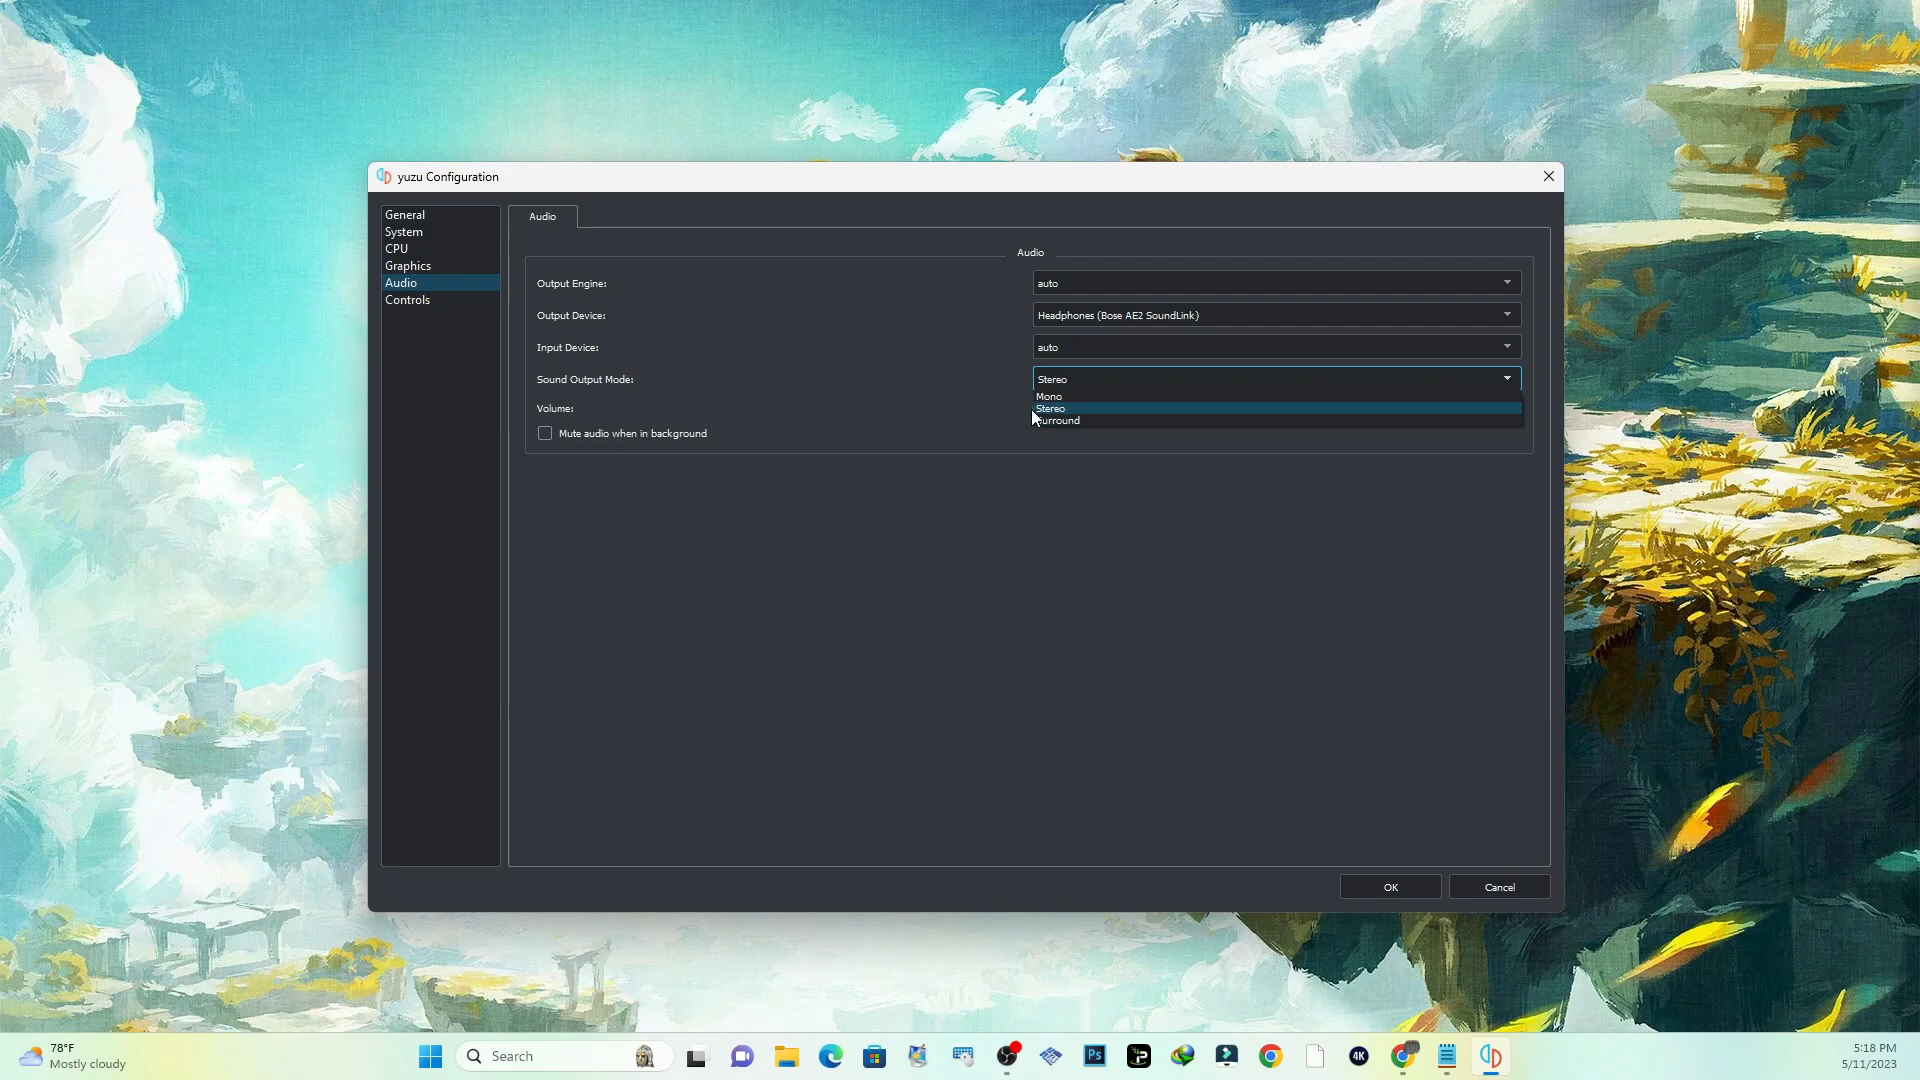 yuzu Configuration
General
System
CPU
Graphics
Audio
Controls
Audio
Audio
Output Engine:
auto
Output Device:
Headphones (Bose AE2 SoundLink)
Input Device:
auto
Sound Output Mode:
Stereo
Mono
Stereo
urround
Volume:
Mute audio when in background
OK
Cancel
78°F
Mostly cloudy
Search
Ps
4K
5:18 PM
5/11/2023